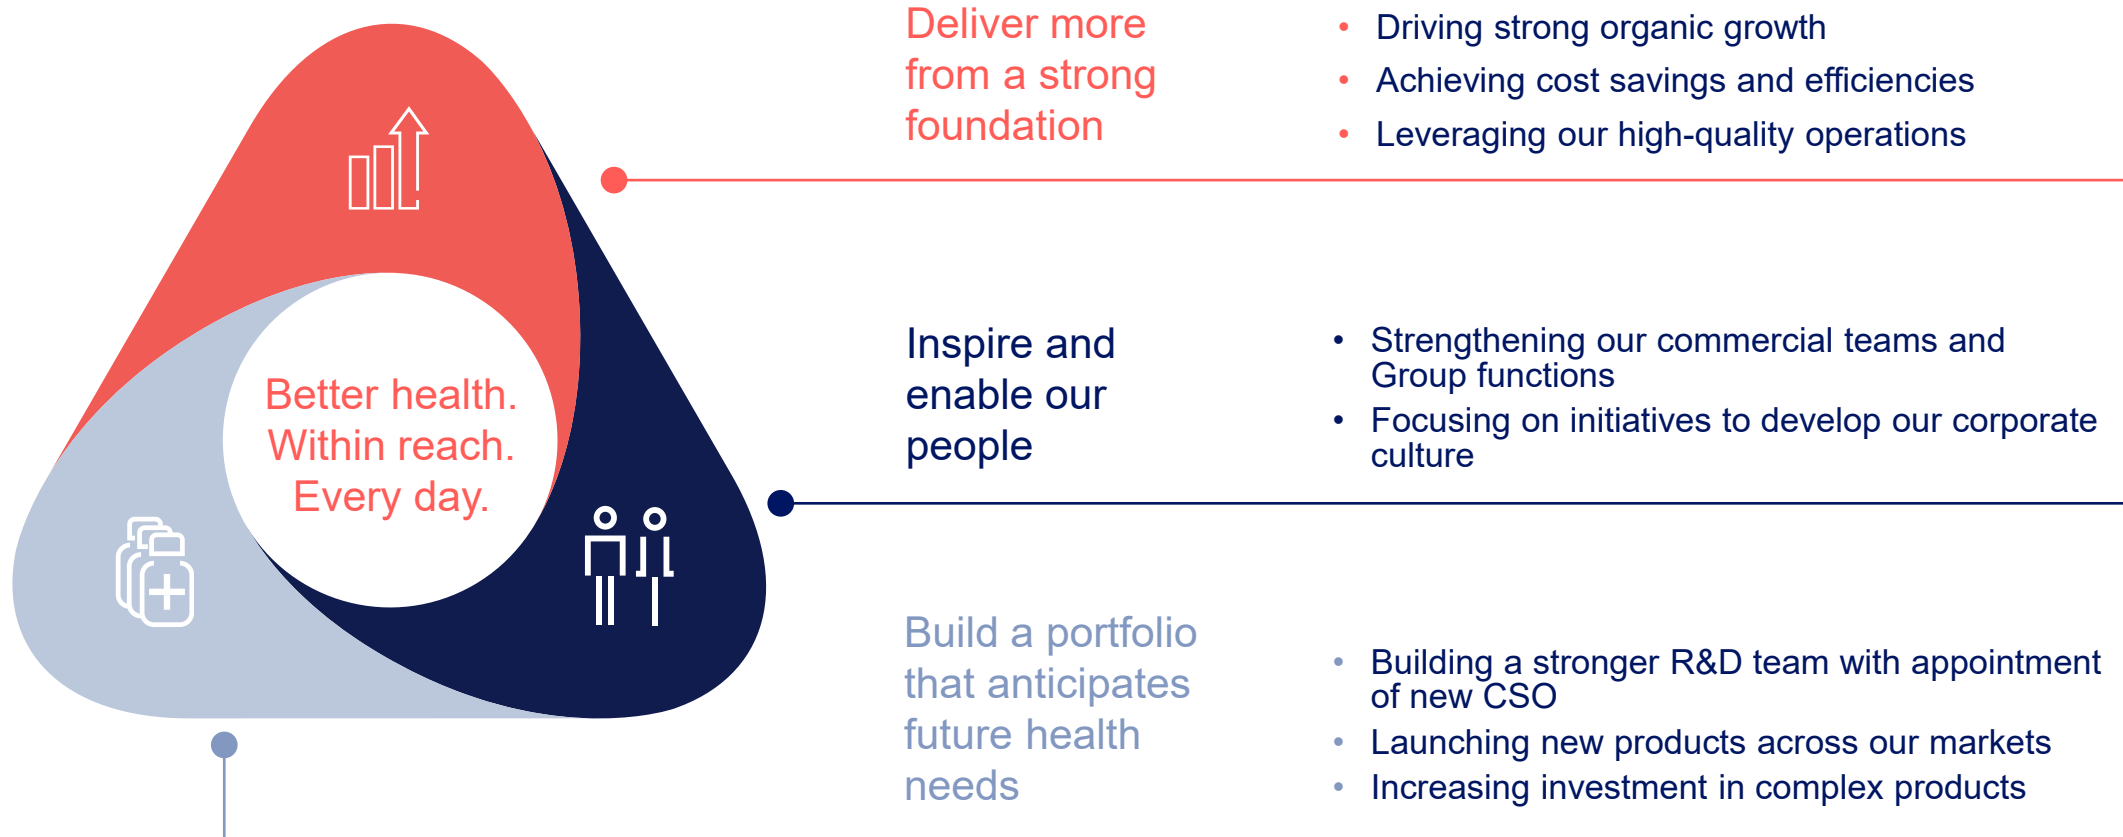 Better health.
Within reach.
Every day.
Deliver more
from a strong
foundation
• Driving strong organic growth
• Achieving cost savings and efficiencies
• Leveraging our high-quality operations
Inspire and
enable our
people
• Strengthening our commercial teams and
Group functions
• Focusing on initiatives to develop our corporate
culture
Build a portfolio
that anticipates
future health
needs
• Building a stronger R&D team with appointment
of new CSO
• Launching new products across our markets
• Increasing investment in complex products